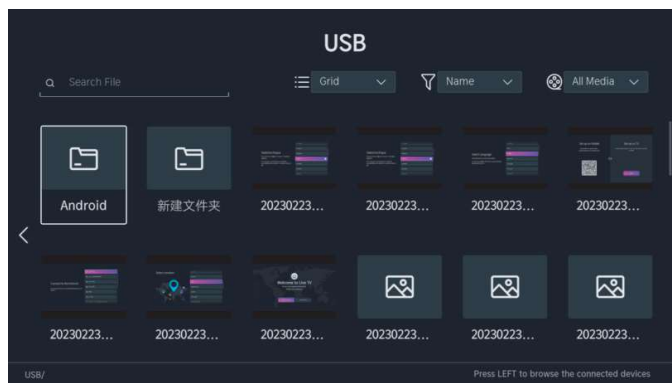 USB
Search File
Grid
Name
All Media
Android
新建文件夹
20230223...
20230223...
20230223...
20230223...
20230223...
20230223...
20230223...
20230223...
20230223...
20230223...
USB/
Press LEFT to browse the connected devices